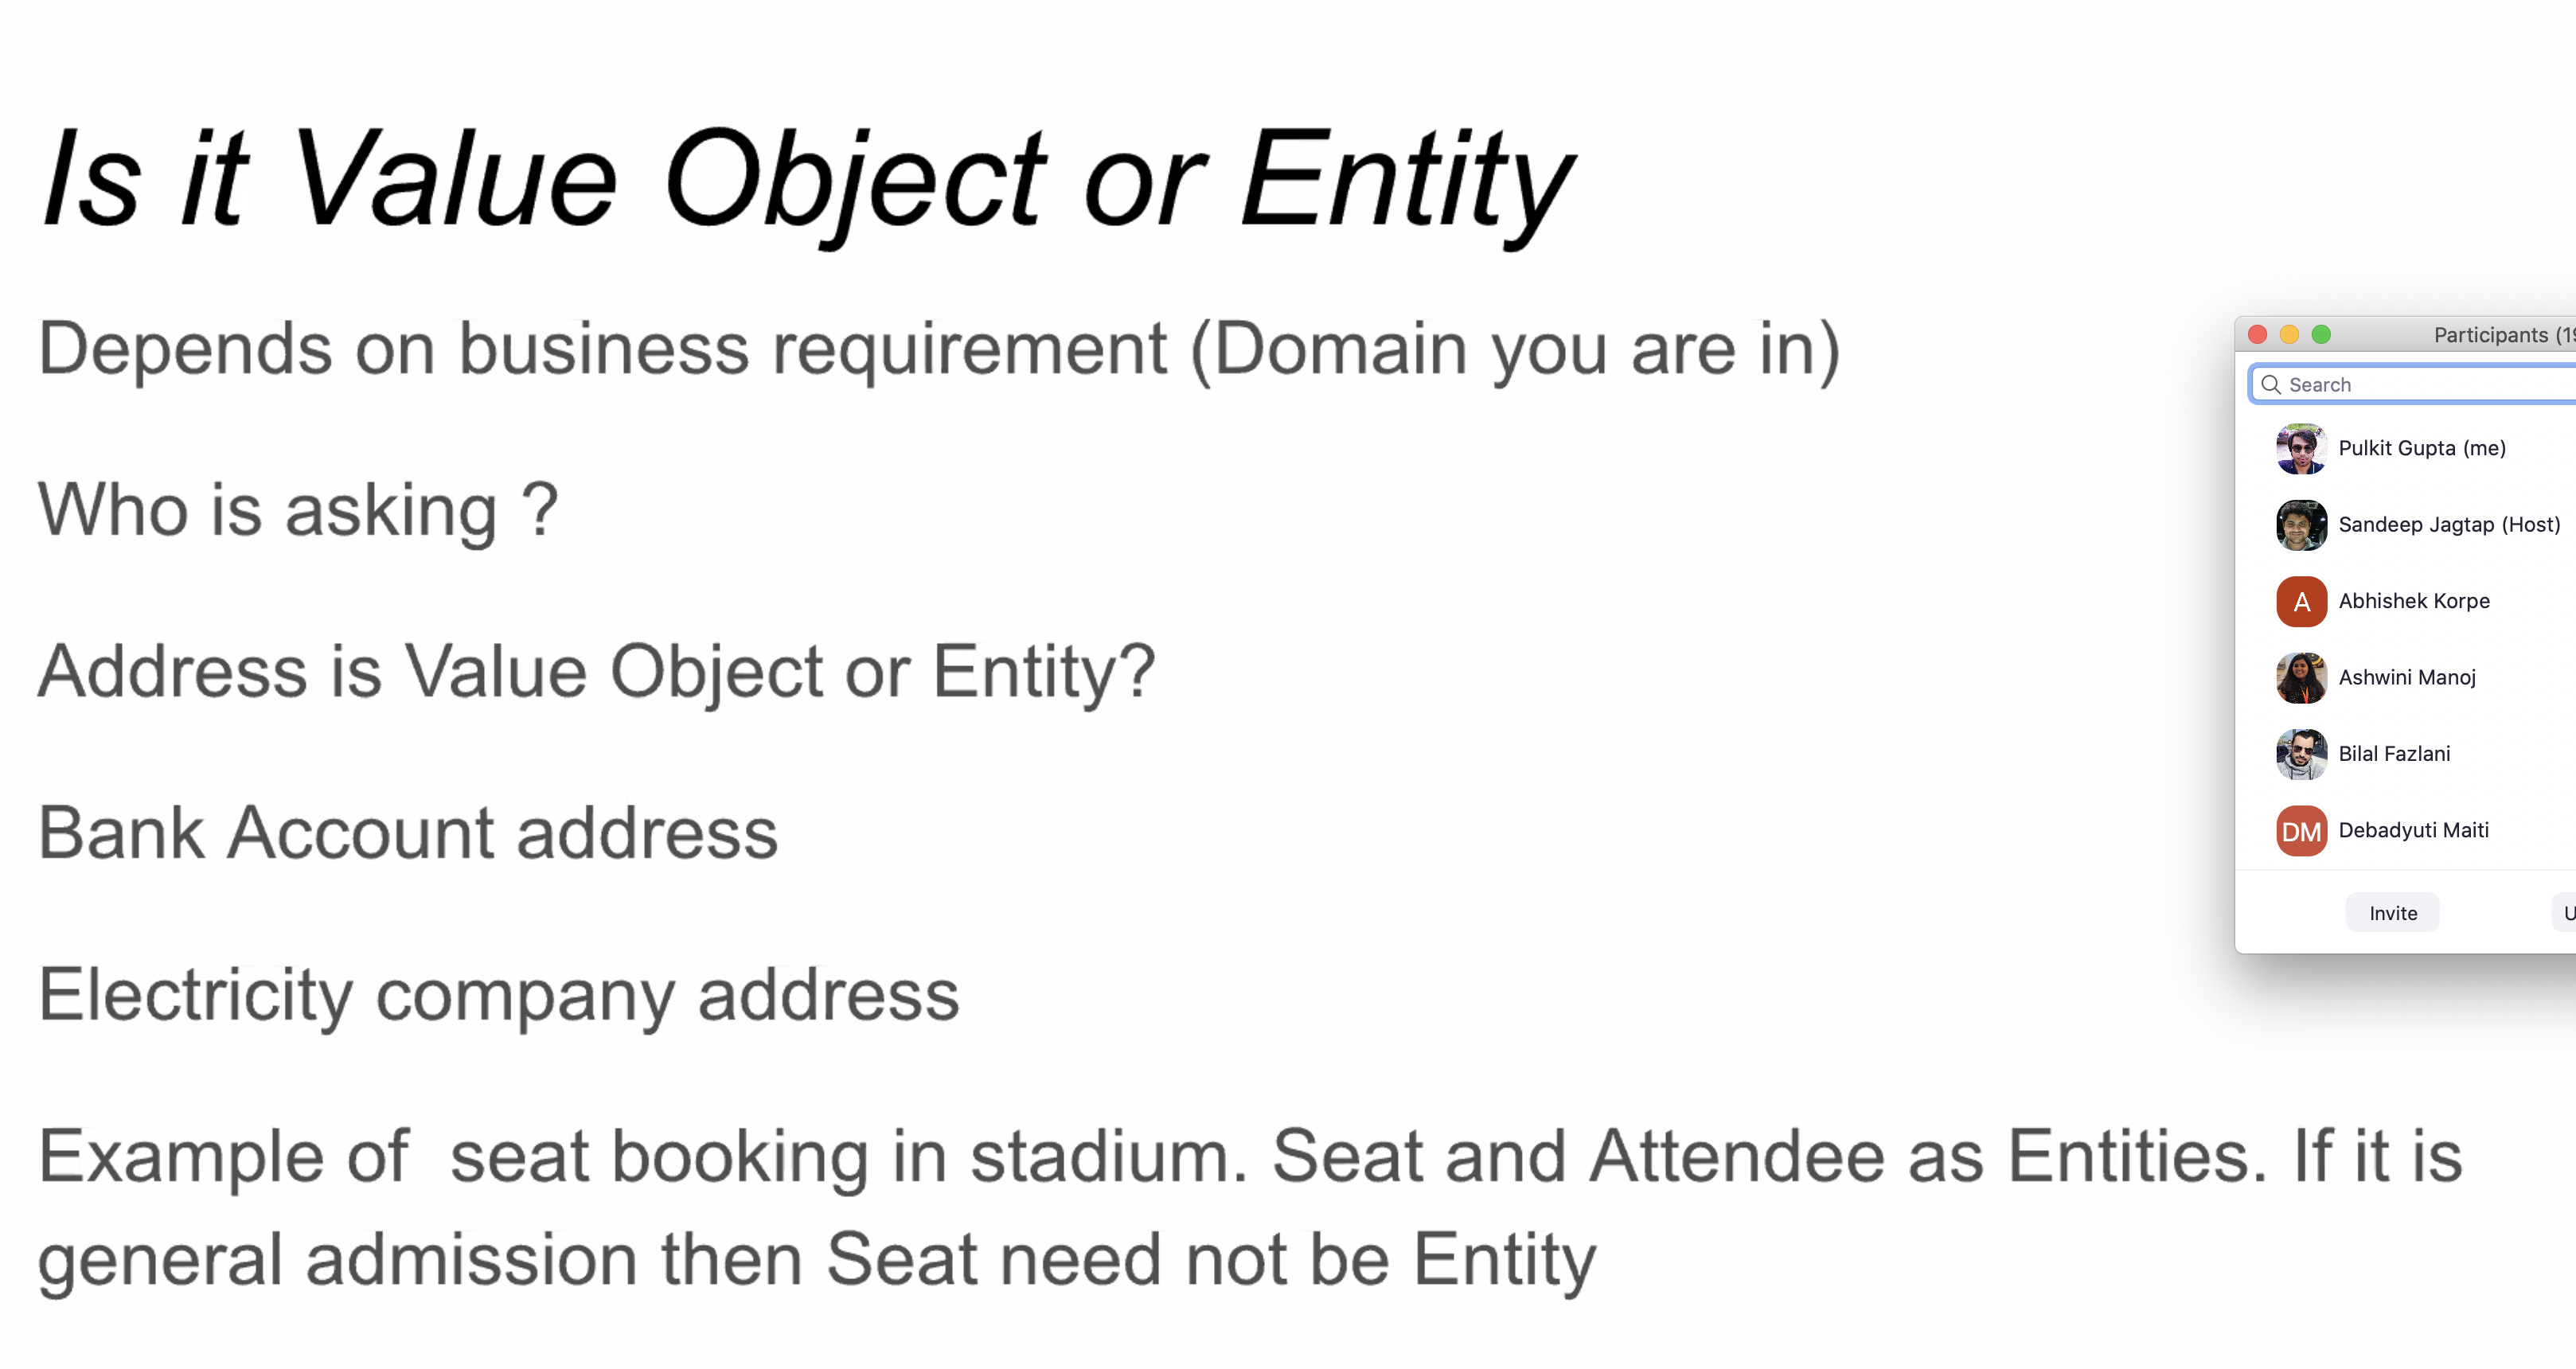 Is it Value Object or Entity
Depends on business requirement (Domain you are in)
Who is asking ?
Address is Value Object or Entity?
Bank Account address
Electricity company address
Example of  seat booking in stadium. Seat and Attendee as Entities. If it is
general admission then Seat need not be Entity
Participants (19
Search
Pulkit Gupta (me)
Sandeep Jagtap (Host)
A Abhishek Korpe
Ashwini Manoj
Bilal Fazlani
DM Debadyuti Maiti
Invite